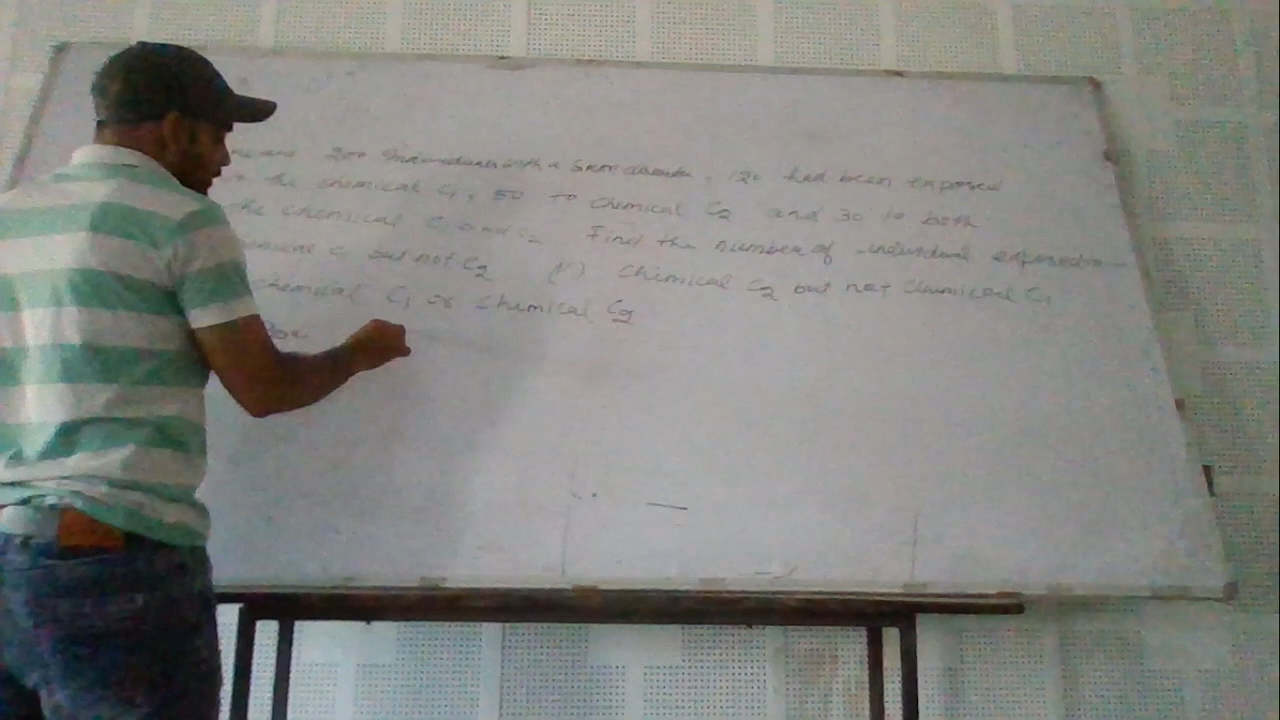 200 individuals with a skin disorder, 120 had been exposed
the chemical C1, 50 to chemical C2 and 30 to both
the chemical C1 and C2 Find the number of individual exposed to
C1 but not C2 (ii) Chemical C2 but not chemical C1
chemical C1 or chemical C2